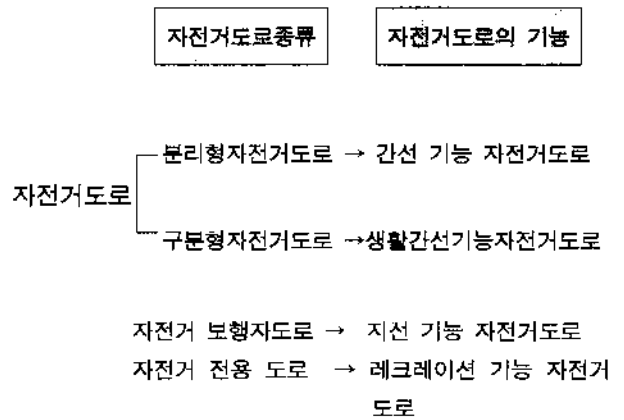 자전거도로종류 자전거도로의 기능
분리형자전거도로 → 간선 기능 자전거도로
자전거도로
구분형자전거도로 →생활간선기능자전거도로
자전거 보행자도로 → 지선 기능 자전거도로
자전거 전용 도로 → 레크레이션 기능 자전거
도로